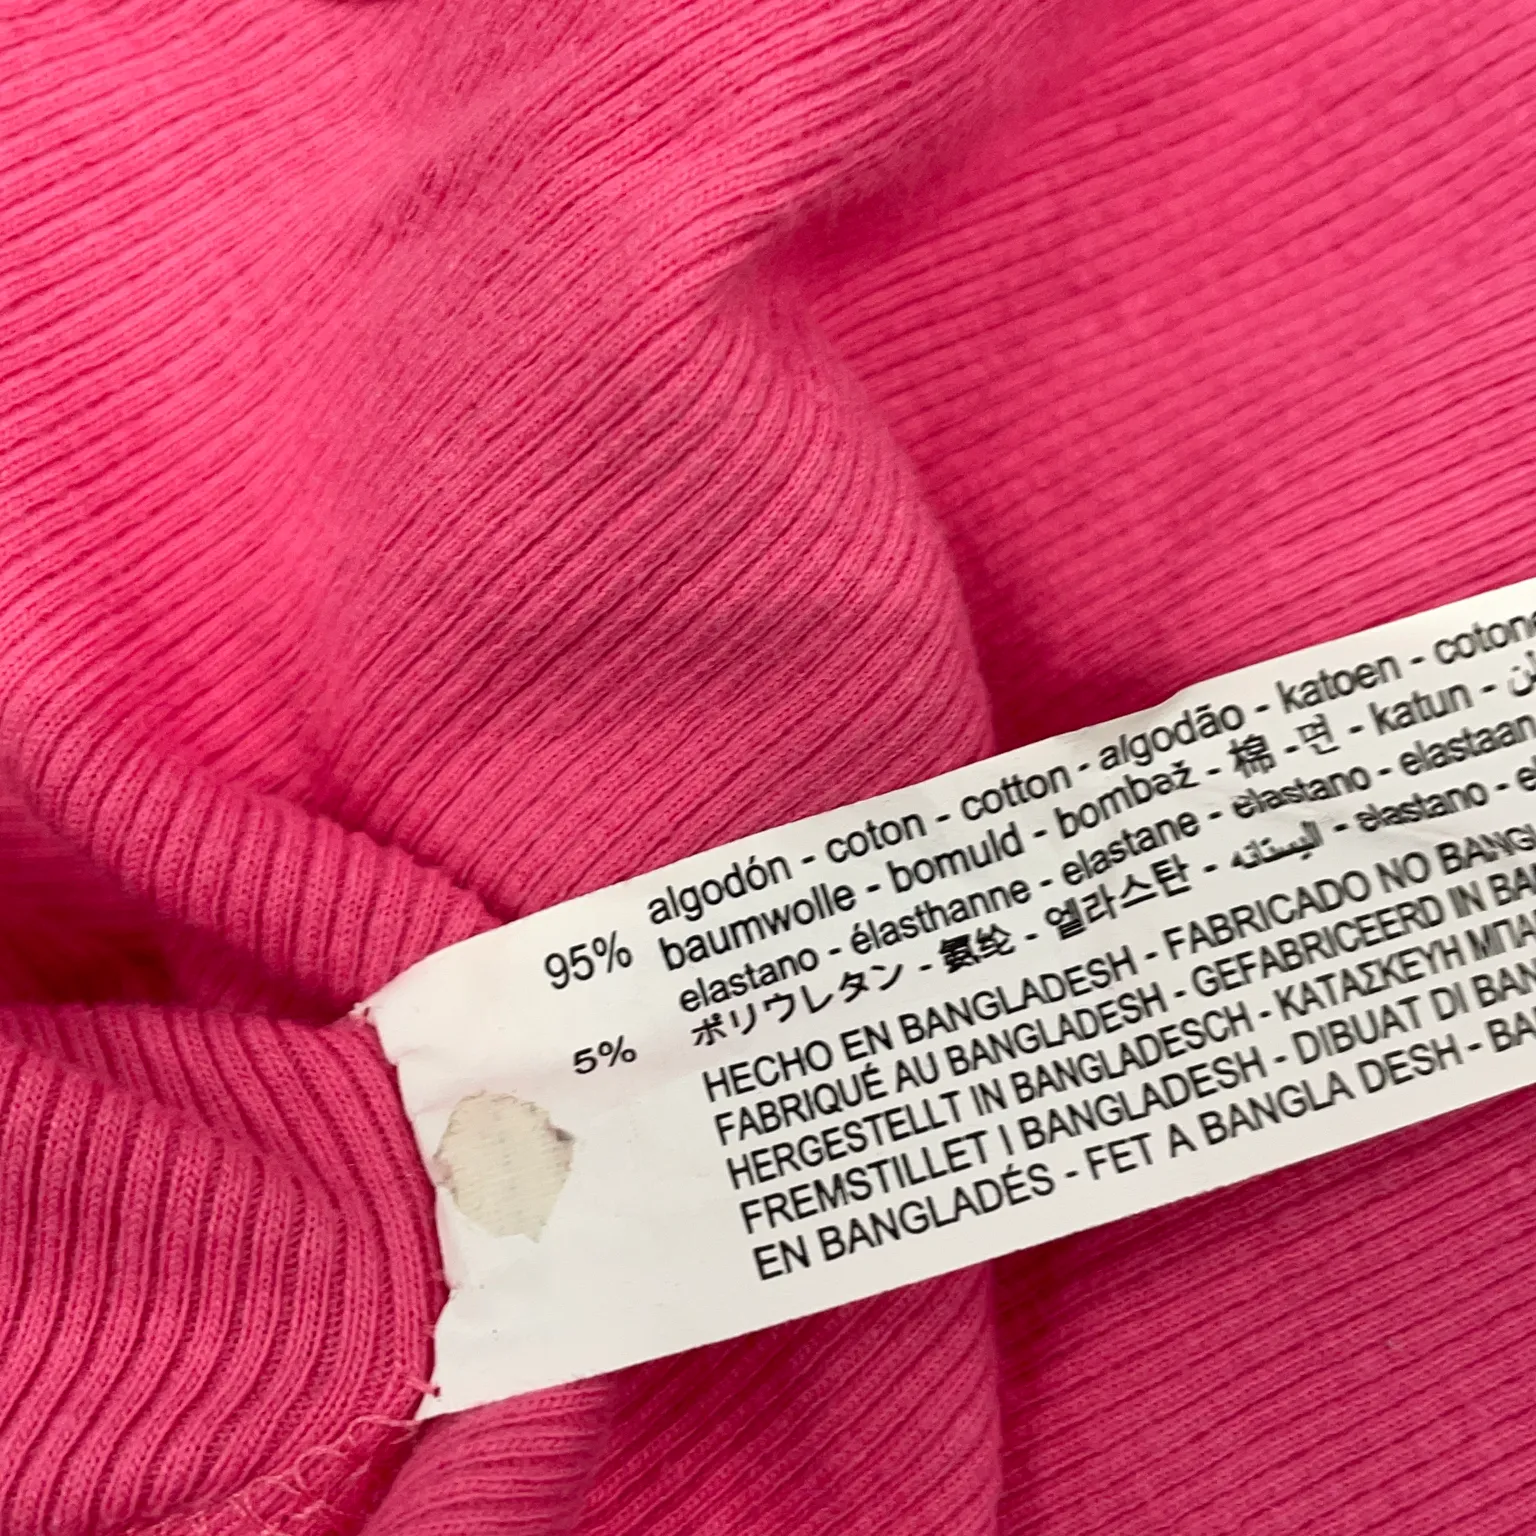 95% algodón - coton - cotton - algodão - katoen -
baumwolle - bomuld - bombaž - 棉 - 면 - katun -
5% elastano - élasthanne - elastane - elastano - elastaan
ポリウレタン - 氨纶 - 엘라스탄 - الیستانه - elastano -
HECHO EN BANGLADESH - FABRICADO NO
FABRIQUÉ AU BANGLADESH - GEFABRICEERD IN
HERGESTELLT IN BANGLADESCH - ΚΑΤΑΣΚΕΥΗ
FREMSTILLET I BANGLADESH - DIBUAT DI
EN BANGLADÉS - FET A BANGLA DESH -